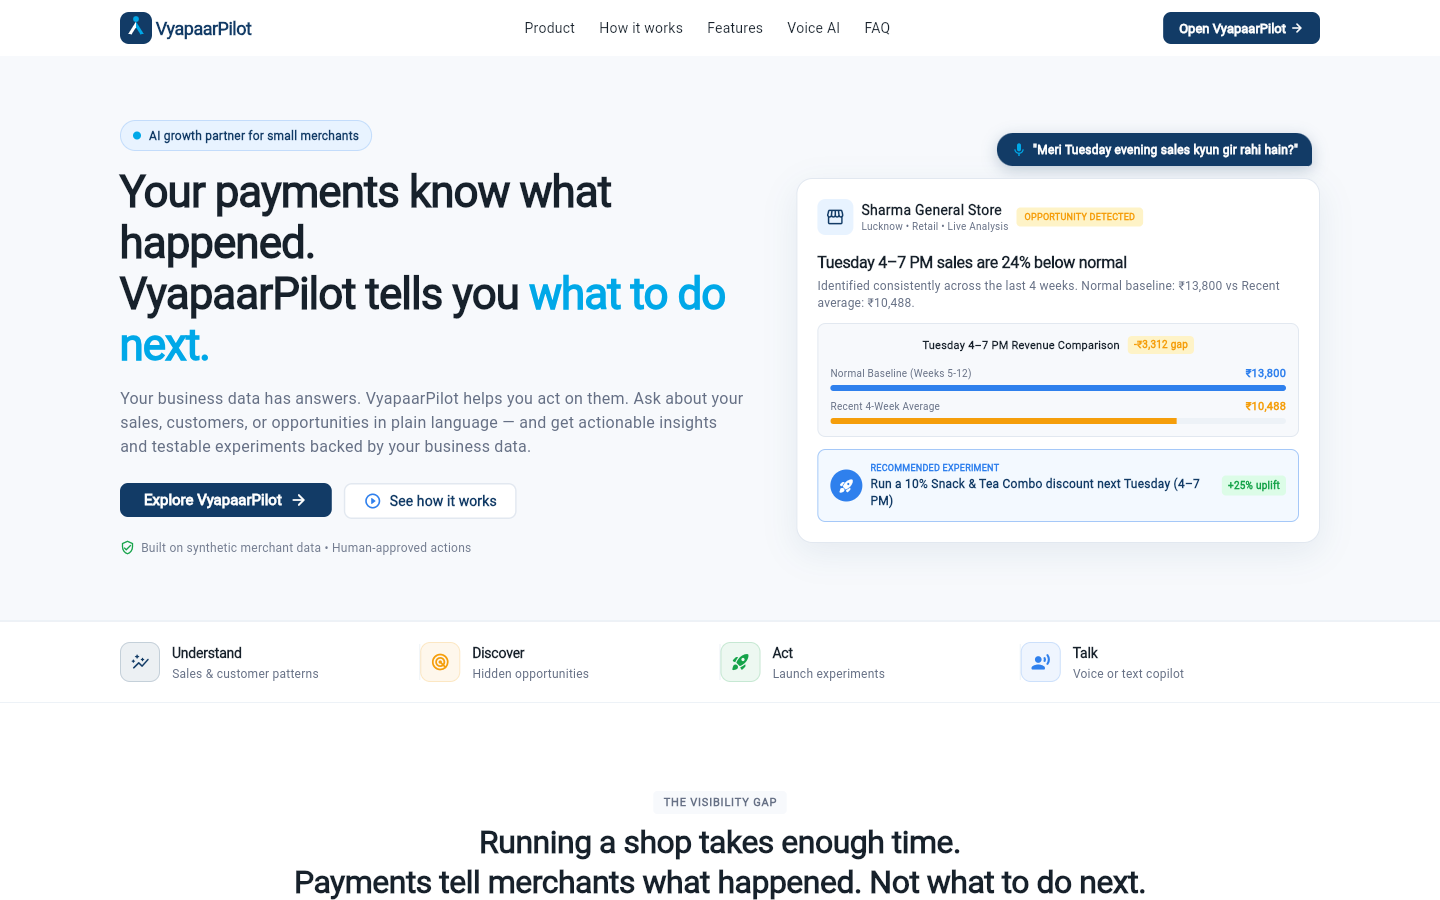 VyapaarPilot
Product
How it works
Features
Voice AI
FAQ
Open VyapaarPilot →
AI growth partner for small merchants
Your payments know what
happened.
VyapaarPilot tells you what to do
next.
Your business data has answers. VyapaarPilot helps you act on them. Ask about your
sales, customers, or opportunities in plain language — and get actionable insights
and testable experiments backed by your business data.
Explore VyapaarPilot →
See how it works
Built on synthetic merchant data • Human-approved actions
"Meri Tuesday evening sales kyun gir rahi hain?"
Sharma General Store
Lucknow • Retail • Live Analysis
OPPORTUNITY DETECTED
Tuesday 4–7 PM sales are 24% below normal
Identified consistently across the last 4 weeks. Normal baseline: ₹13,800 vs Recent
average: ₹10,488.
Tuesday 4–7 PM Revenue Comparison
-₹3,312 gap
Normal Baseline (Weeks 5-12)
₹13,800
Recent 4-Week Average
₹10,488
RECOMMENDED EXPERIMENT
Run a 10% Snack & Tea Combo discount next Tuesday (4–7
PM)
+25% uplift
Understand
Sales & customer patterns
Discover
Hidden opportunities
Act
Launch experiments
Talk
Voice or text copilot
THE VISIBILITY GAP
Running a shop takes enough time.
Payments tell merchants what happened. Not what to do next.